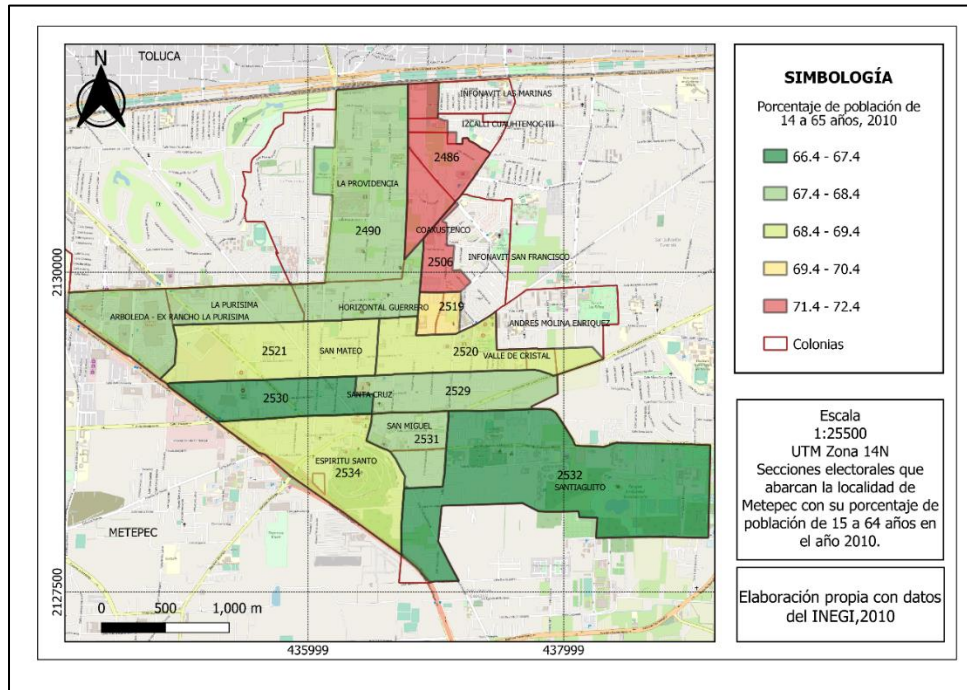 N
TOLUCA
INFONAVIT LAS MARINAS
IZCALLI CUAUHTEMOC-III
2486
LA PROVIDENCIA
2490
COAXUSTENCO
2506
INFONAVIT SAN FRANCISCO
LA PURISIMA
HORIZONTAL GUERRERO
2519
ARBOLEDA - EX RANCHO LA PURISIMA
ANDRES MOLINA ENRIQUEZ
2521
SAN MATEO
2520
VALLE DE CRISTAL
2530
SANTA CRUZ
2529
SAN MIGUEL
2531
ESPIRITU SANTO
2534
2532
SANTIAGUITO
METEPEC
2130000
2127500
0 500 1,000 m
435999
437999
SIMBOLOGÍA
Porcentaje de población de
14 a 65 años, 2010
66.4 - 67.4
67.4 - 68.4
68.4 - 69.4
69.4 - 70.4
71.4 - 72.4
Colonias
Escala
1:25500
UTM Zona 14N
Secciones electorales que
abarcan la localidad de
Metepec con su porcentaje de
población de 15 a 64 años en
el año 2010.
Elaboración propia con datos
del INEGI,2010